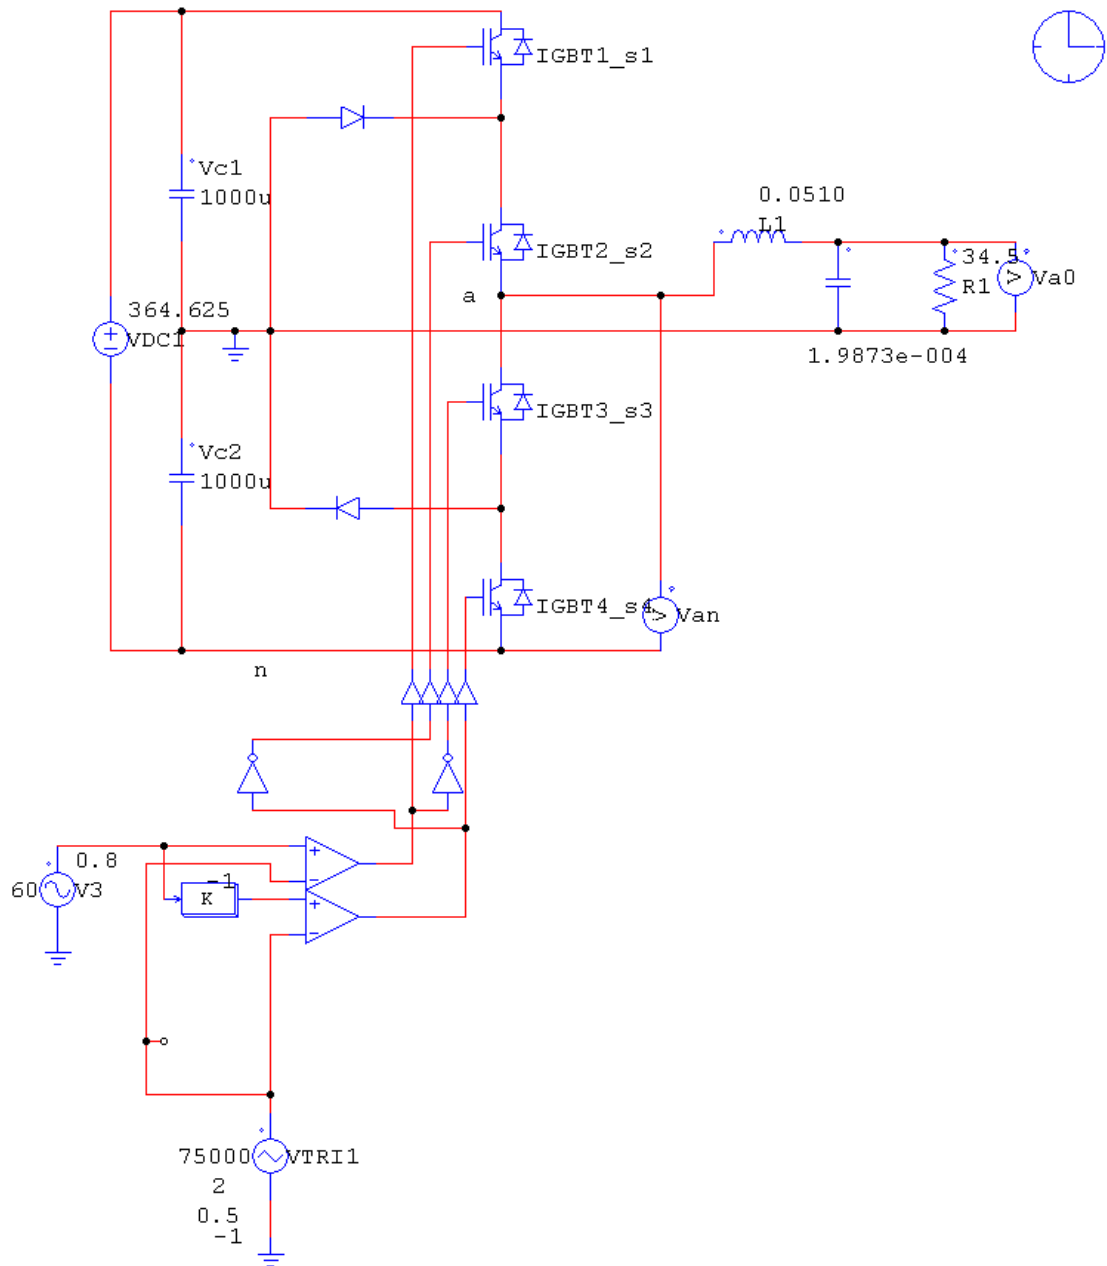 IGBT1_s1
Vc1
1000u
0.0510
L1
IGBT2_s2
a
34.5
R1
V
Va0
364.625
VDC1
1.9873e-004
IGBT3_s3
Vc2
1000u
IGBT4_s4
V
Van
n
0.8
60
V3
-1
K
75000
VTRI1
2
0.5
-1